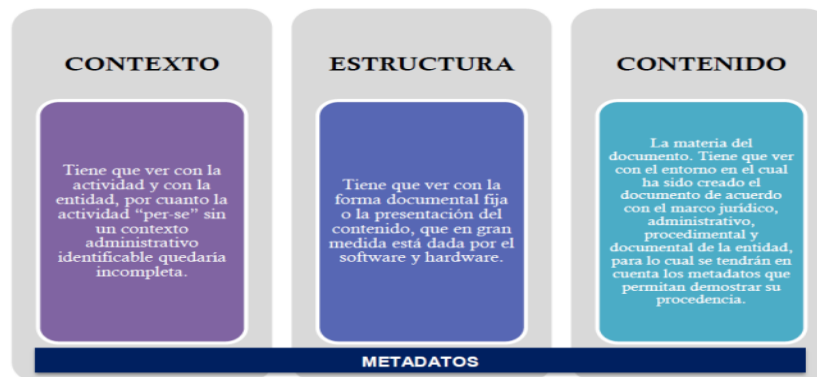 CONTEXTO
Tiene que ver con la
actividad y con la
entidad, por cuanto la
actividad “per-se” sin
un contexto
administrativo
identificable quedaría
incompleta.
ESTRUCTURA
Tiene que ver con la
forma documental fija
o la presentación del
contenido, que en gran
medida está dada por el
software y hardware.
CONTENIDO
La materia del
documento. Tiene que ver
con el entorno en el cual
ha sido creado el
documento de acuerdo
con el marco jurídico,
administrativo,
procedimental y
documental de la entidad,
para lo cual se tendrán en
cuenta los metadatos que
permitan demostrar su
procedencia.
METADATOS